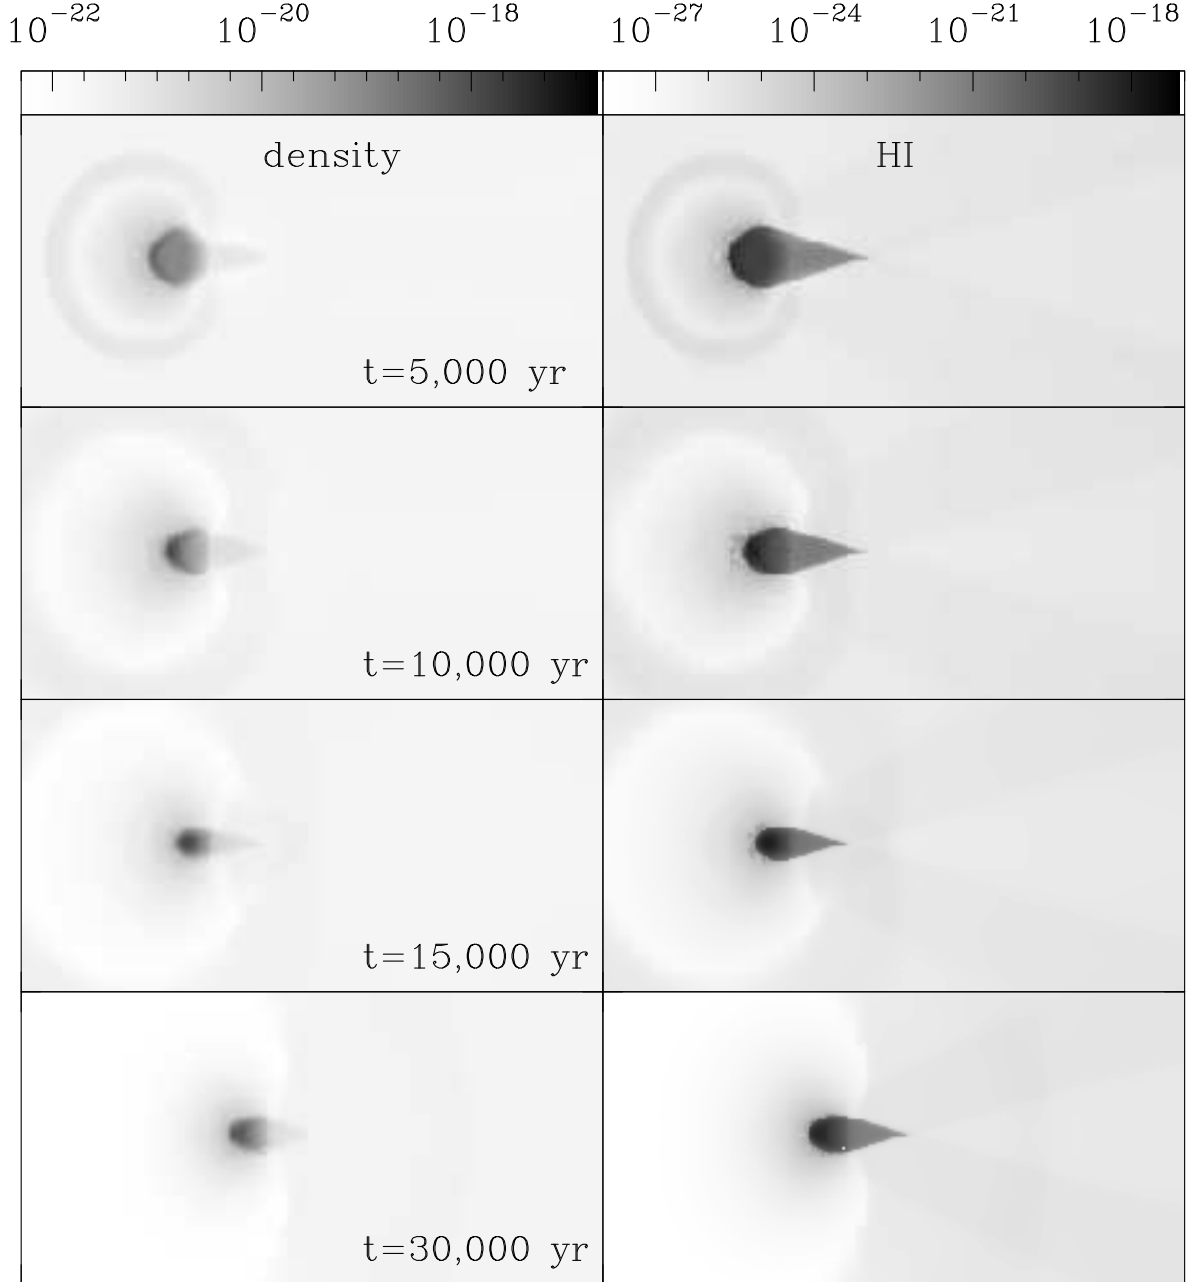 10^-22 10^-20 10^-18 10^-27 10^-24 10^-21 10^-18
density HI
t=5,000 yr
t=10,000 yr
t=15,000 yr
t=30,000 yr